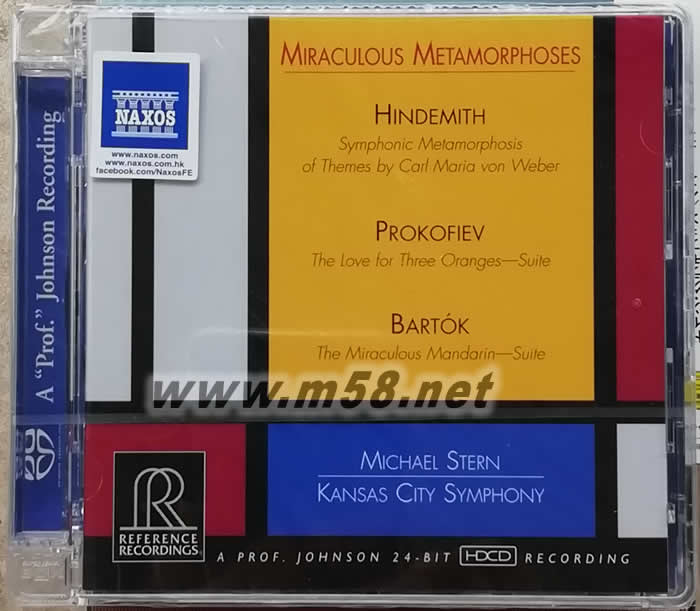 MIRACULOUS METAMORPHOSES
HINDEMITH
Symphonic Metamorphosis
of Themes by Carl Maria von Weber
PROKOFIEV
The Love for Three Oranges—Suite
BARTÓK
The Miraculous Mandarin—Suite
MICHAEL STERN
KANSAS CITY SYMPHONY
NAXOS
www.naxos.com
www.naxos.com.hk
facebook.com/NaxosFE
A "Prof." Johnson Recording
www.m58.net
R
REFERENCE
RECORDINGS
A PROF. JOHNSON 24-BIT HDCD RECORDING